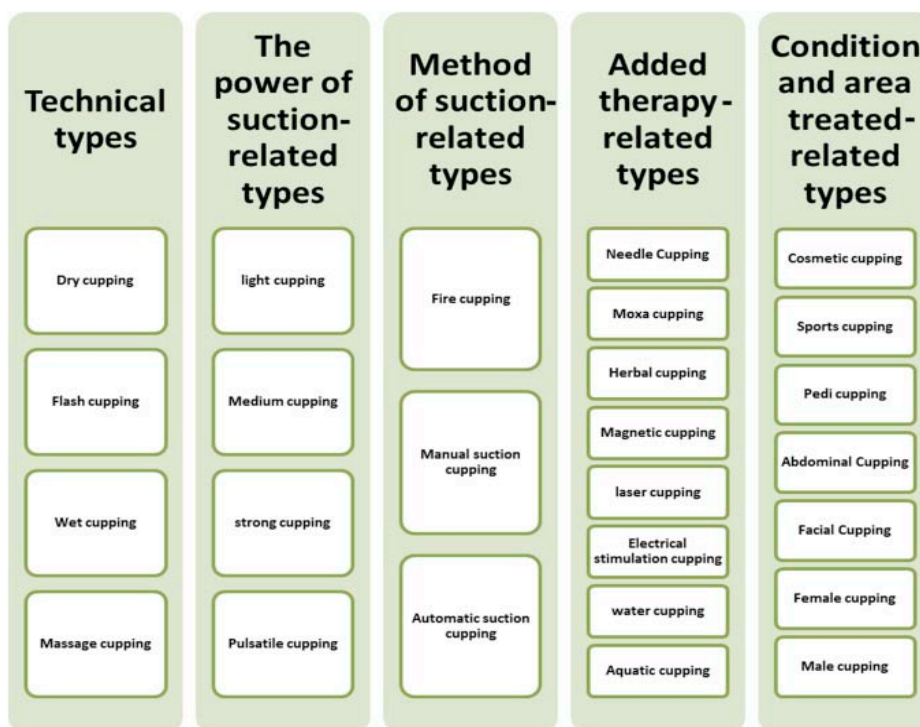 Technical
types
Dry cupping
Flash cupping
Wet cupping
Massage cupping
The
power of
suction-
related
types
light cupping
Medium cupping
strong cupping
Pulsatile cupping
Method
of suction-
related
types
Fire cupping
Manual suction
cupping
Automatic suction
cupping
Added
therapy-
related
types
Needle Cupping
Moxa cupping
Herbal cupping
Magnetic cupping
laser cupping
Electrical
stimulation cupping
water cupping
Aquatic cupping
Condition
and area
treated-
related
types
Cosmetic cupping
Sports cupping
Pedi cupping
Abdominal Cupping
Facial Cupping
Female cupping
Male cupping